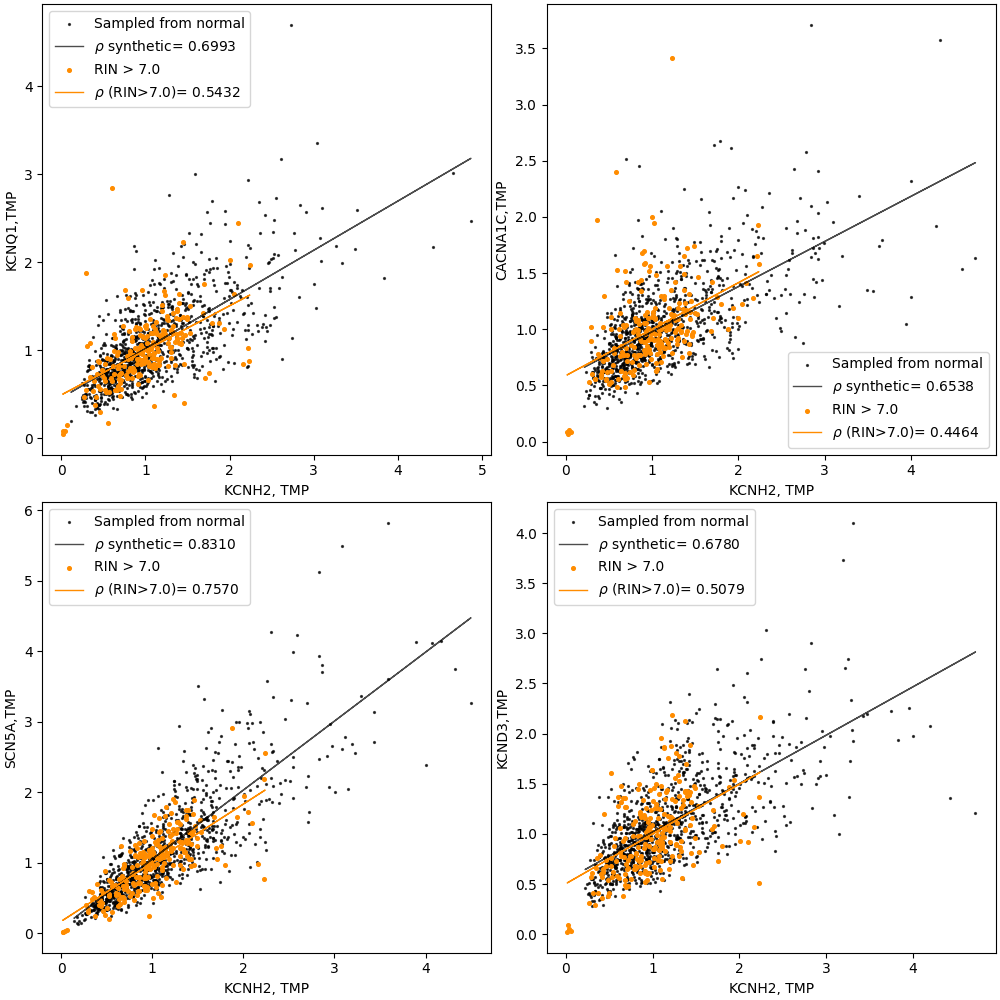 Sampled from normal
ρ synthetic= 0.6993
RIN > 7.0
ρ (RIN>7.0)= 0.5432
KCNQ1,TMP
4
3
2
1
0
0 1 2 3 4 5
KCNH2, TMP
CACNA1C,TMP
3.5
3.0
2.5
2.0
1.5
1.0
0.5
0.0
Sampled from normal
ρ synthetic= 0.6538
RIN > 7.0
ρ (RIN>7.0)= 0.4464
0 1 2 3 4
KCNH2, TMP
Sampled from normal
ρ synthetic= 0.8310
RIN > 7.0
ρ (RIN>7.0)= 0.7570
SCN5A,TMP
6
5
4
3
2
1
0
0 1 2 3 4
KCNH2, TMP
Sampled from normal
ρ synthetic= 0.6780
RIN > 7.0
ρ (RIN>7.0)= 0.5079
KCND3,TMP
4.0
3.5
3.0
2.5
2.0
1.5
1.0
0.5
0.0
0 1 2 3 4
KCNH2, TMP